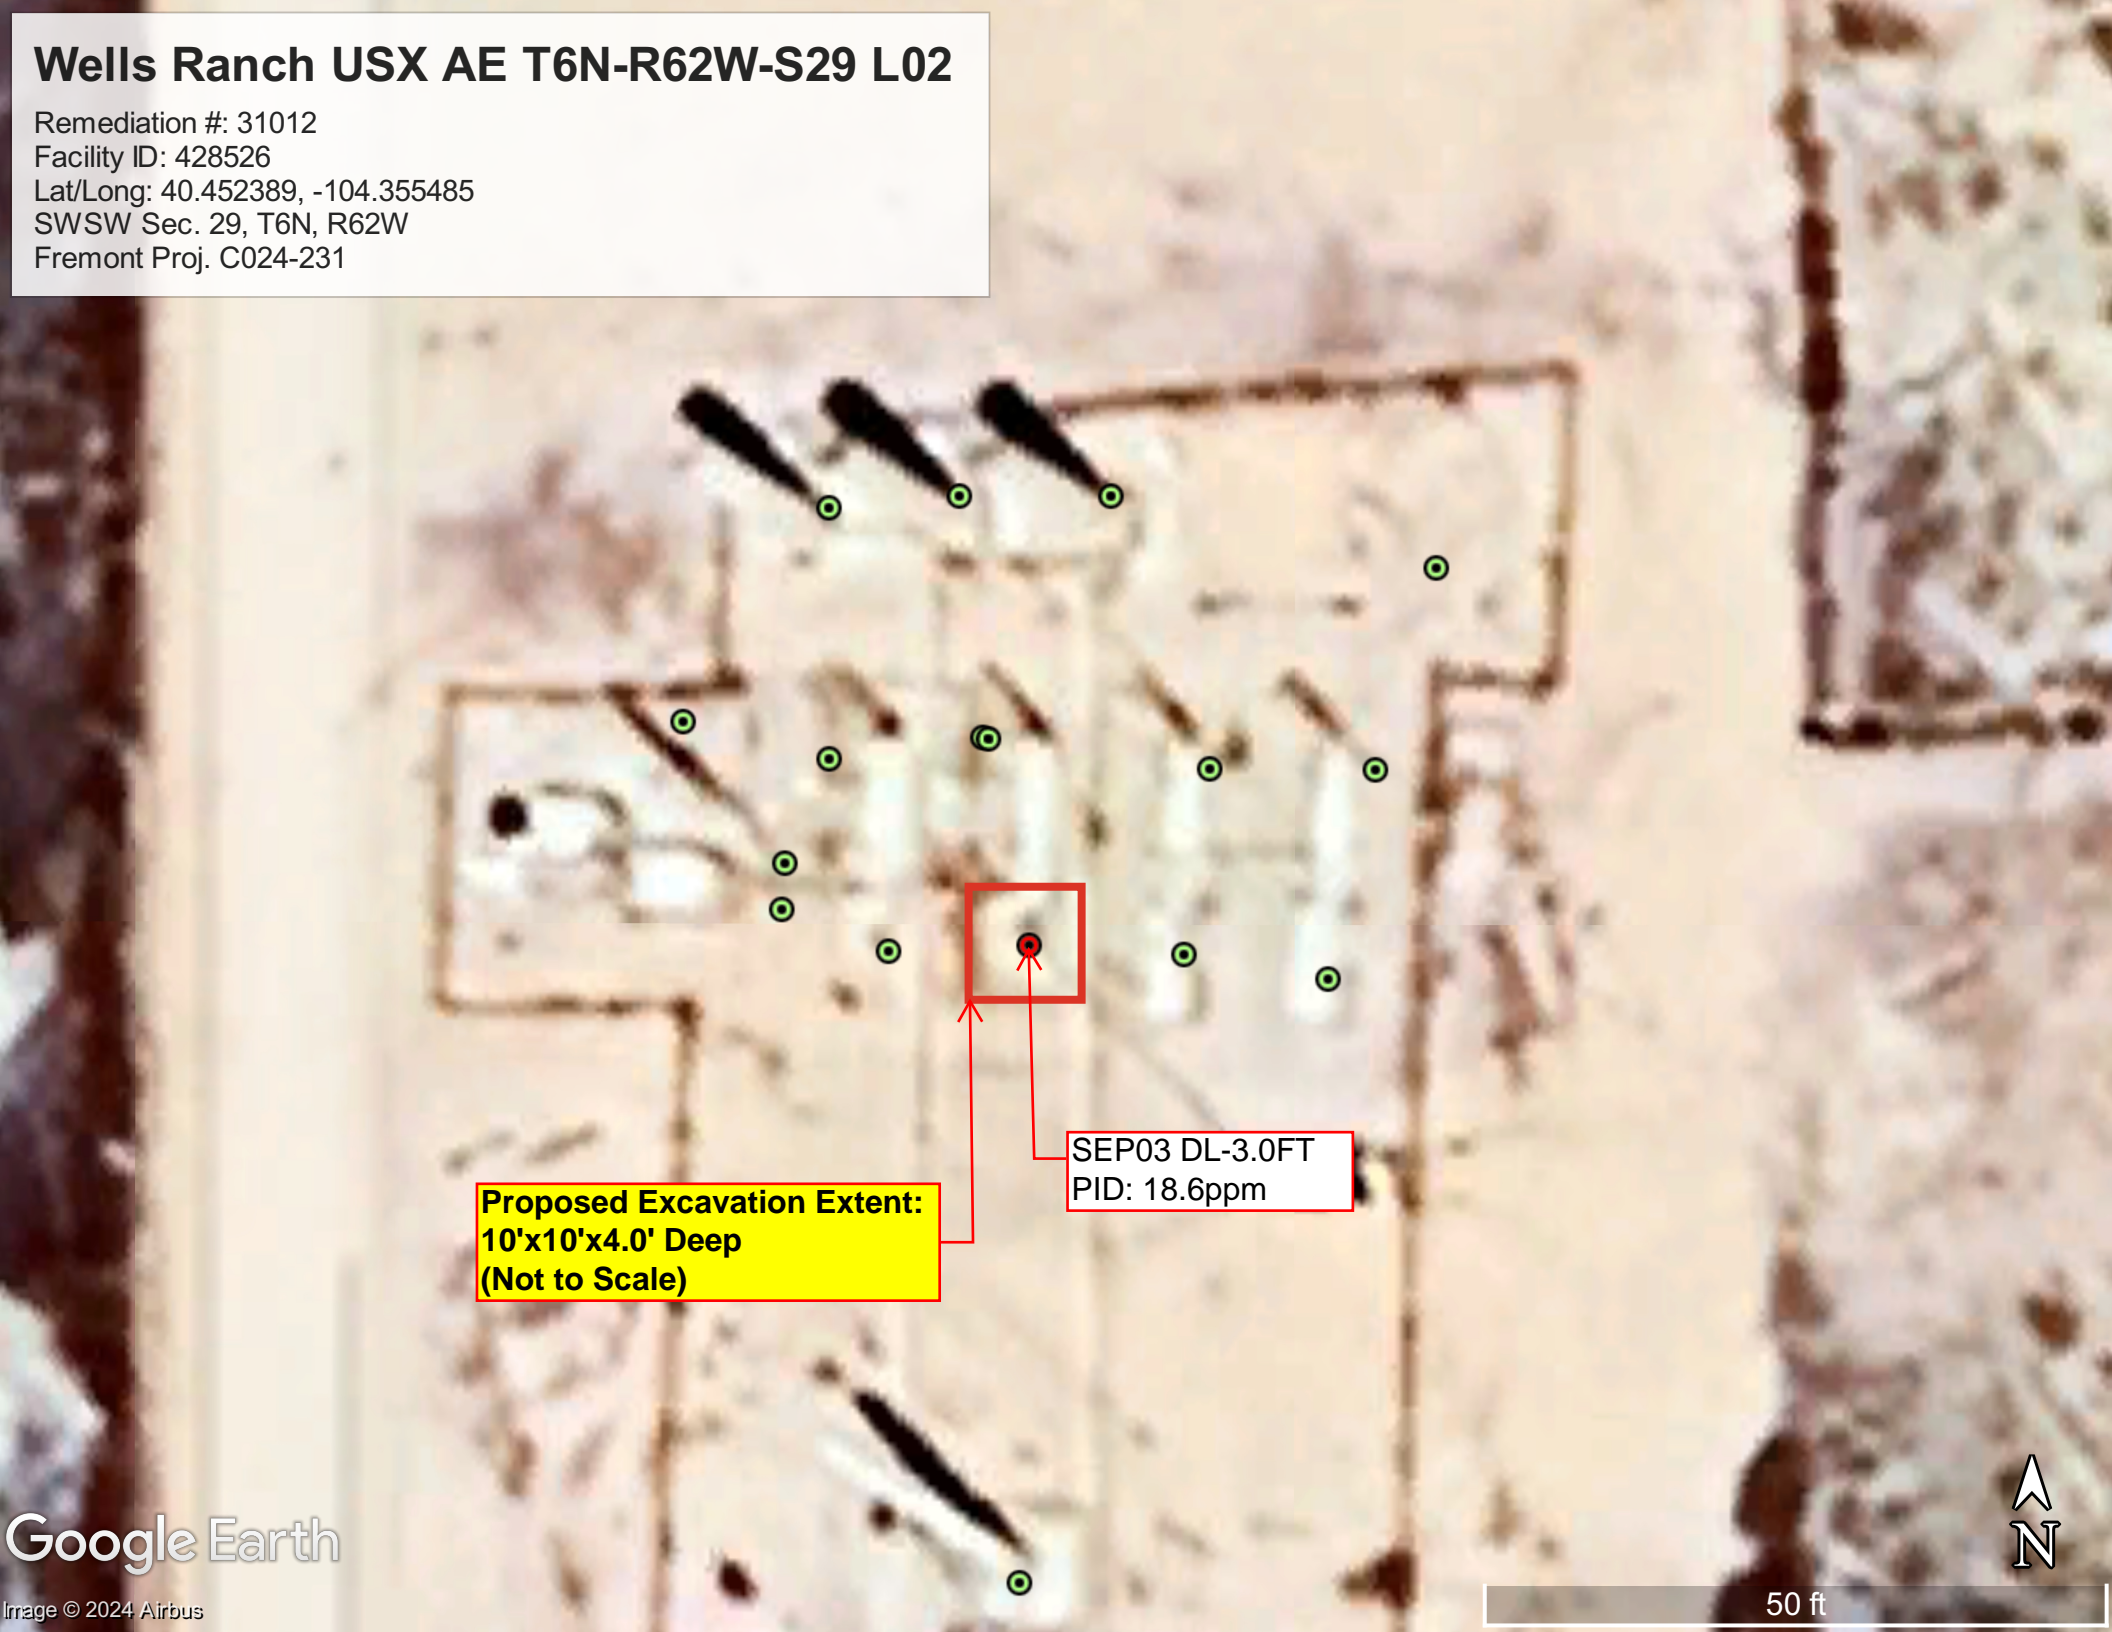 Wells Ranch USX AE T6N-R62W-S29 L02
Remediation #: 31012
Facility ID: 428526
Lat/Long: 40.452389, -104.355485
SWSW Sec. 29, T6N, R62W
Fremont Proj. C024-231
SEP03 DL-3.0FT
PID: 18.6ppm
Proposed Excavation Extent:
10'x10'x4.0' Deep
(Not to Scale)
Google Earth
Image © 2024 Airbus
N
50 ft